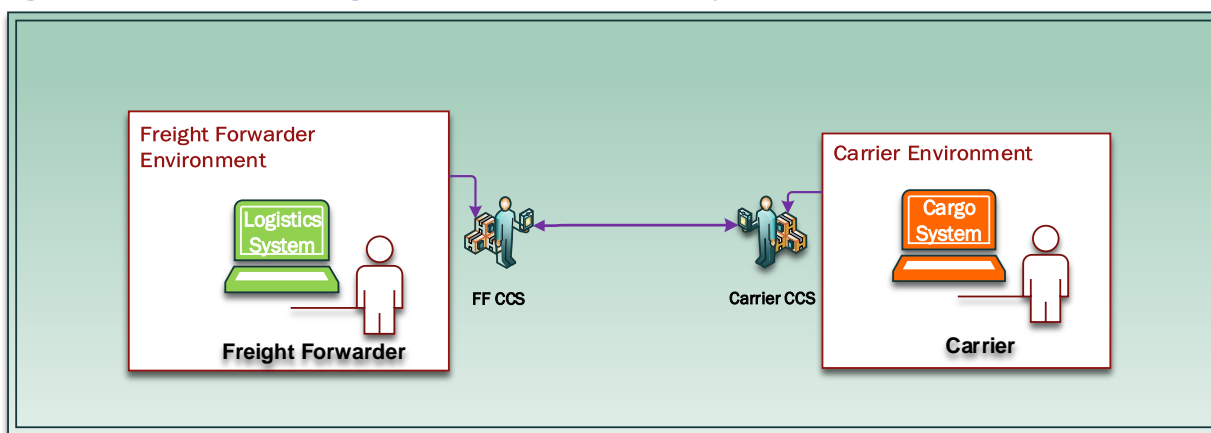 Freight Forwarder
Environment
Logistics
System
Freight Forwarder
FF CCS
Carrier CCS
Carrier Environment
Cargo
System
Carrier